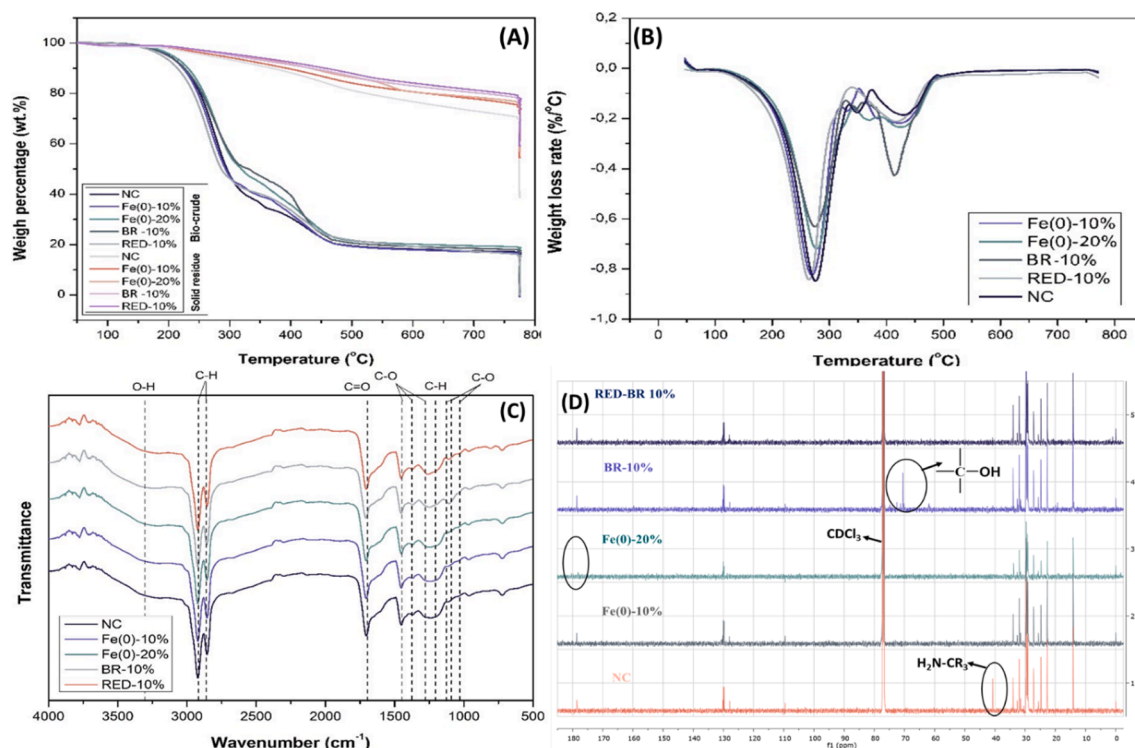 (A)
Weigh percentage (wt.%)
100
80
60
40
20
0
NC
Fe(0)-10%
Fe(0)-20%
BR -10%
RED-10%
Bio-crude
NC
Fe(0)-10%
Fe(0)-20%
BR -10%
RED-10%
Solid residue
100 200 300 400 500 600 700 800
Temperature (°C)
(B)
Weight loss rate (%/°C)
0,2
0,0
-0,2
-0,4
-0,6
-0,8
-1,0
Fe(0)-10%
Fe(0)-20%
BR-10%
RED-10%
NC
0 100 200 300 400 500 600 700 800
Temperature (°C)
O-H C-H C=O C-O C-H C-O
(C)
Transmittance
NC
Fe(0)-10%
Fe(0)-20%
BR-10%
RED-10%
4000 3500 3000 2500 2000 1500 1000 500
Wavenumber (cm⁻¹)
(D)
RED-BR 10%
5
BR-10%
C OH
4
Fe(0)-20%
CDCl₃
3
Fe(0)-10%
2
H₂N-CR₃
NC
1
180 170 160 150 140 130 120 110 100 90 80 70 60 50 40 30 20 10 0
f1 (ppm)